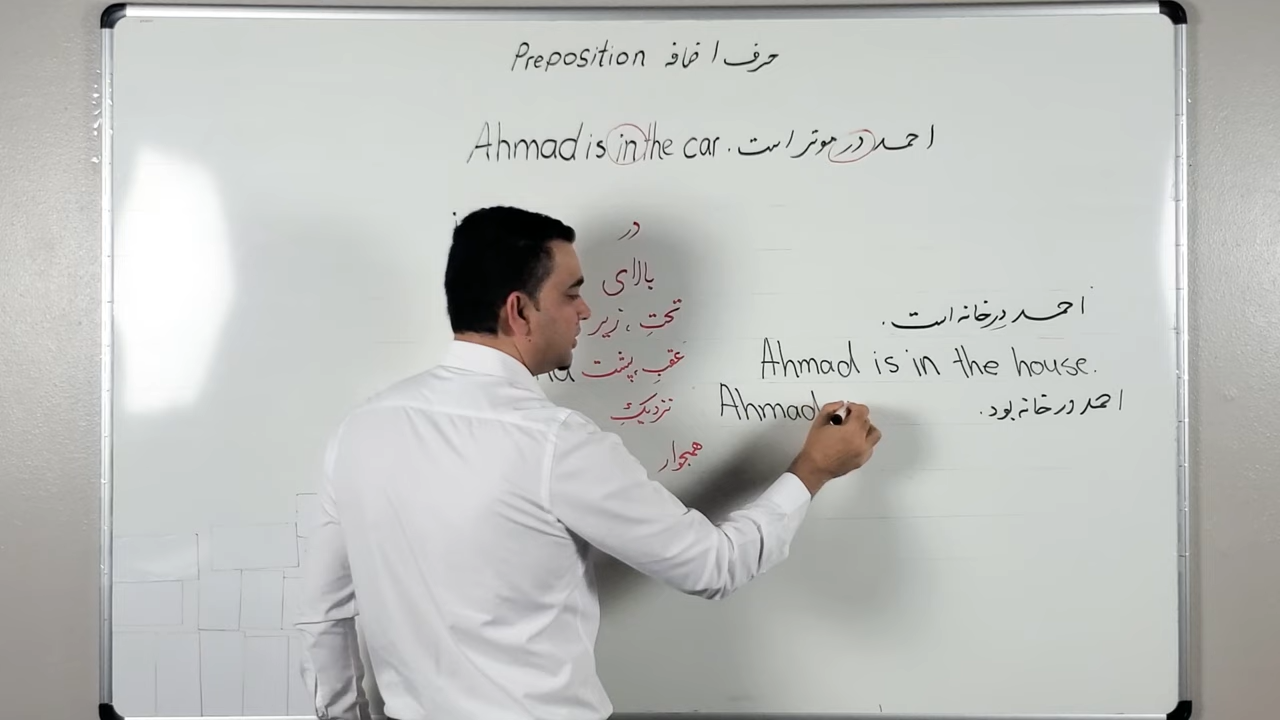 Preposition حرف اضافه
Ahmad is in the car. احمد در موتر است.
در
بالای
تحتِ، زیر
عقبِ، پشت
نزدیکِ
همجوار
احمد درِخانه است.
Ahmad is in the house.
احمد در خانه بود.
Ahmad